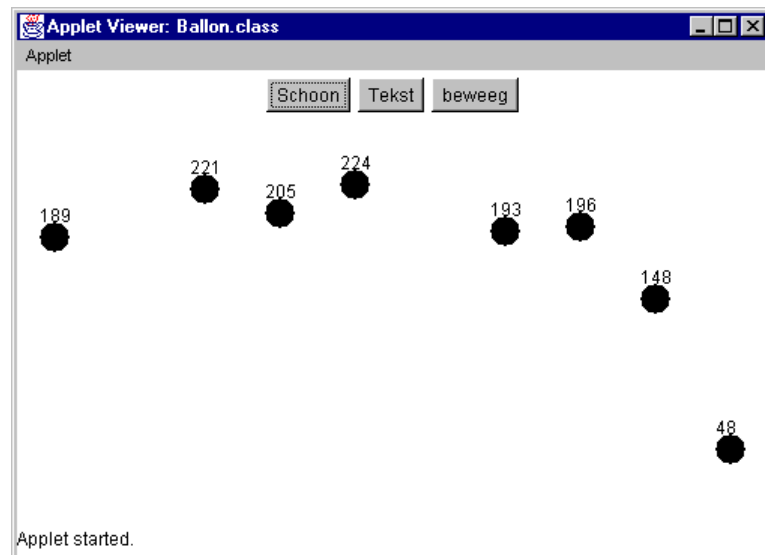 Applet Viewer: Ballon.class
Applet
Schoon Tekst beweeg
224
221
205
196
193
189
148
48
Applet started.